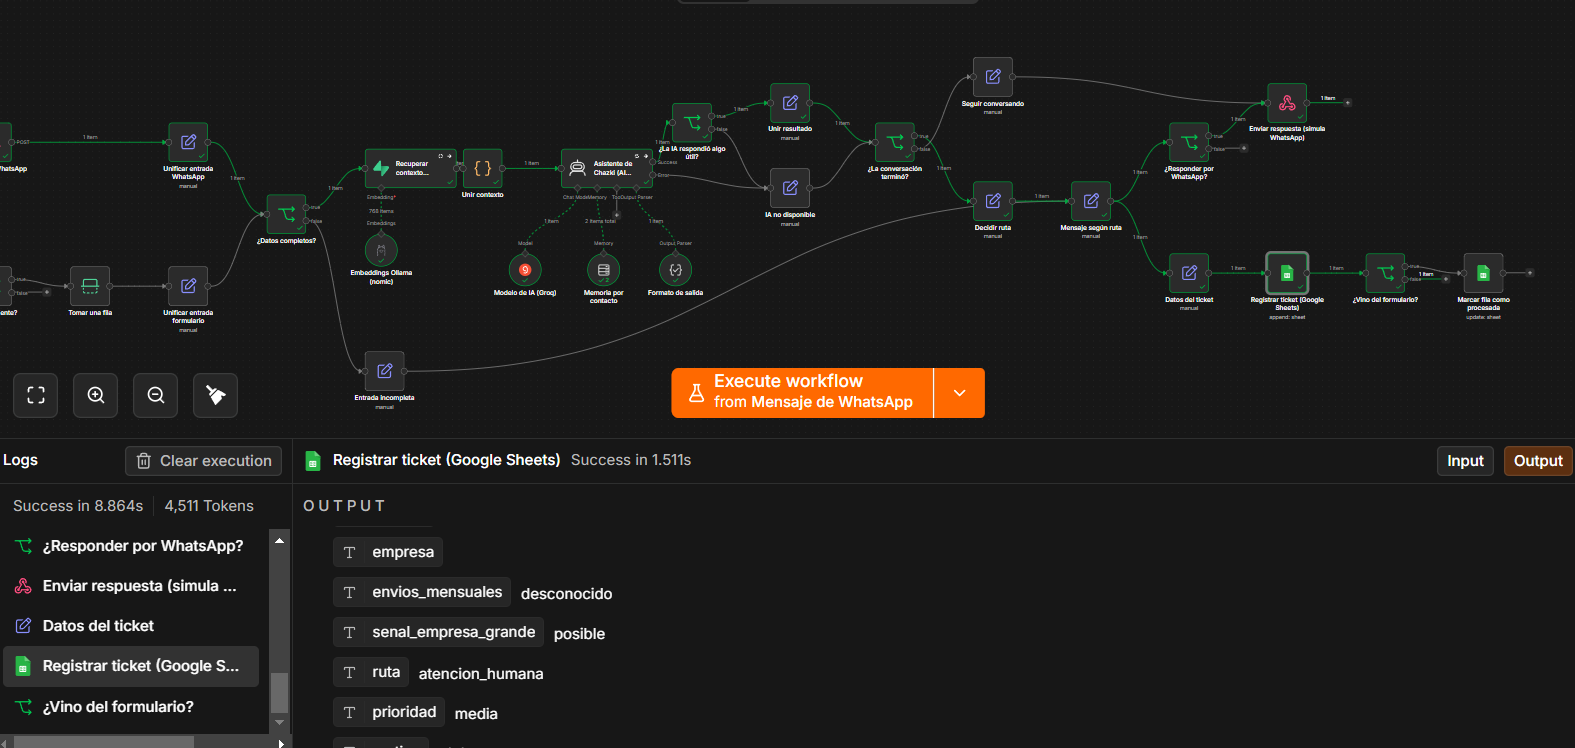 POST
1 item
hatsApp
Unificar entrada
WhatsApp
manual
1 item
true
false
¿Datos completos?
true
false
ente?
Tomar una fila
Unificar entrada
formulario
manual
Entrada incompleta
manual
1 item
Recuperar
contexto...
Embedding*
768 items
Embeddings
Embeddings Ollama
(nomic)
Unir contexto
1 item
Asistente de
Chazki (AI...
Success
Error
Chat Model
Memory
Tool
Output Parser
1 item
2 items total
1 item
Model
Memory
Output Parser
Modelo de IA (Groq)
2
Memoria por
contacto
Formato de salida
1 item
true
false
¿La IA respondió algo
útil?
1 item
Unir resultado
manual
IA no disponible
manual
1 item
true
false
¿La conversación
terminó?
Seguir conversando
manual
Decidir ruta
manual
1 item
Mensaje según ruta
manual
1 item
1 item
true
false
¿Responder por
WhatsApp?
1 item
1 item
Enviar respuesta (simula
WhatsApp)
Datos del ticket
manual
1 item
Registrar ticket (Google
Sheets)
append: sheet
1 item
true
false
1 item
¿Vino del formulario?
Marcar fila como
procesada
update: sheet
Execute workflow
from Mensaje de WhatsApp
Logs
Clear execution
Success in 8.864s
4,511 Tokens
¿Responder por WhatsApp?
Enviar respuesta (simula ...
Datos del ticket
Registrar ticket (Google S...
¿Vino del formulario?
Registrar ticket (Google Sheets)
Success in 1.511s
Input
Output
OUTPUT
T empresa
T envios_mensuales desconocido
T senal_empresa_grande posible
T ruta atencion_humana
T prioridad media